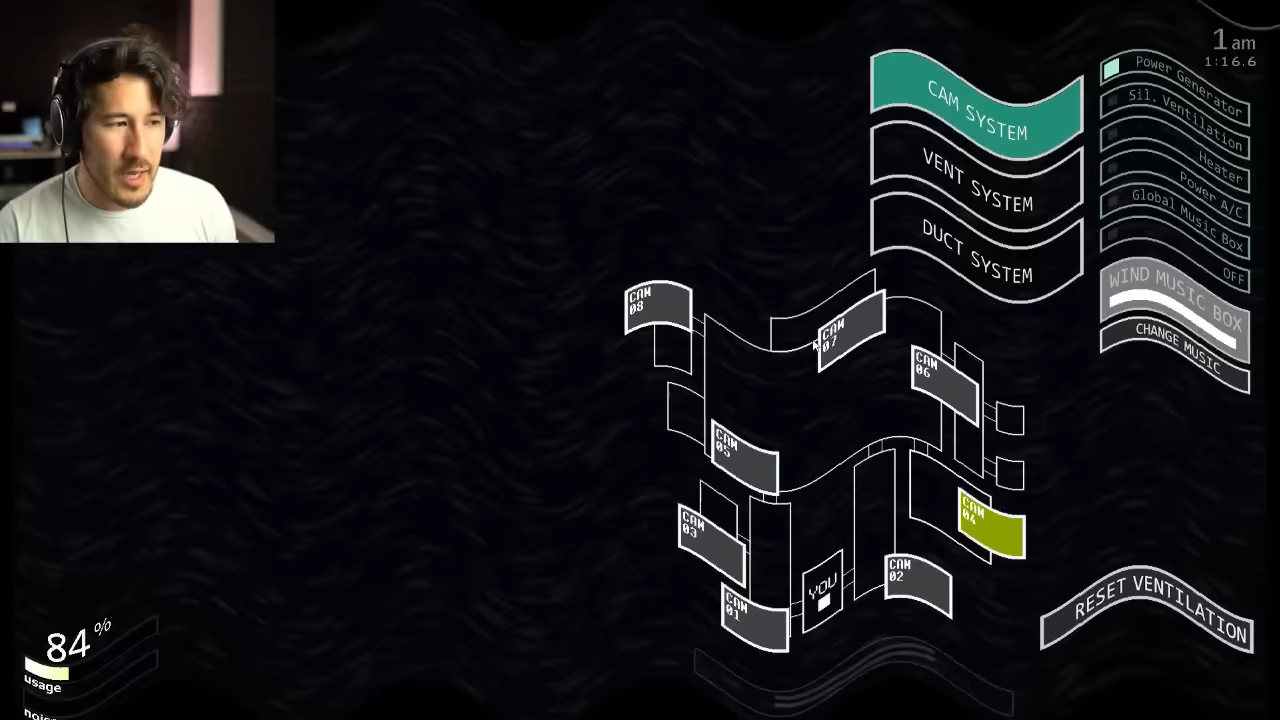 1 am
1:16.6
CAM SYSTEM
VENT SYSTEM
DUCT SYSTEM
Power Generator
Sil. Ventilation
Heater
Power A/C
Global Music Box
OFF
WIND MUSIC BOX
CHANGE MUSIC
CAM
08
CAM
07
CAM
06
CAM
05
CAM
04
CAM
03
CAM
02
CAM
01
YOU
RESET VENTILATION
84%
usage